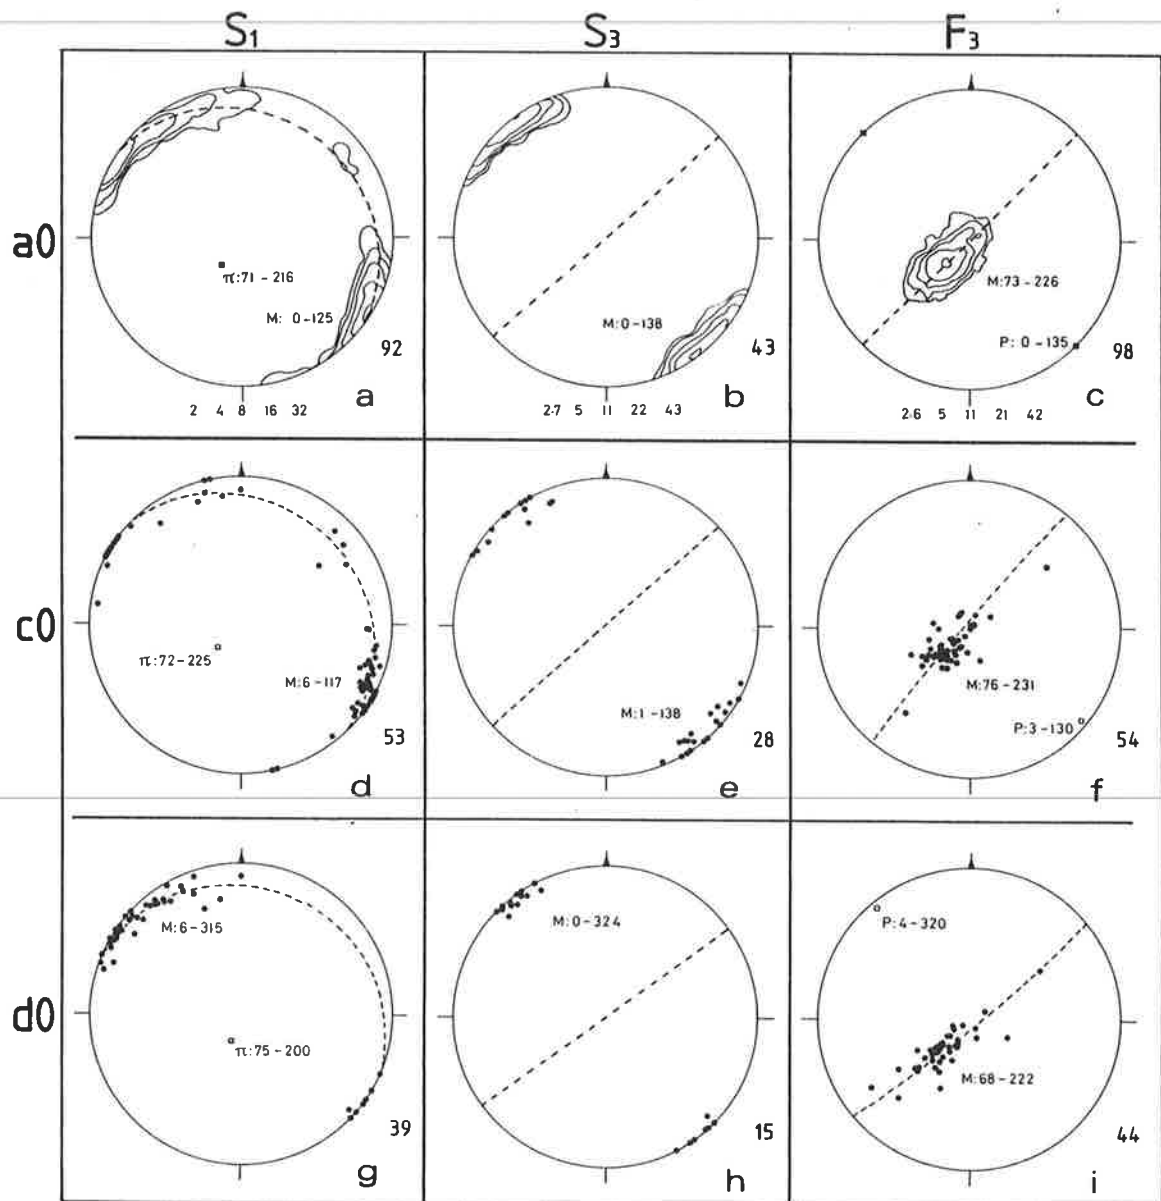 S1 S3 F3
a0
π:71-216
M: 0-125
92
a
2 4 8 16 32
M:0-138
43
b
2·7 5 11 22 43
M:73-226
P: 0-135
98
c
2·6 5 11 21 42
c0
π:72-225
M:6-117
53
d
M:1-138
28
e
M:76-231
P:3-130
54
f
d0
M:6-315
π:75-200
39
g
M:0-324
15
h
P:4-320
M:68-222
44
i